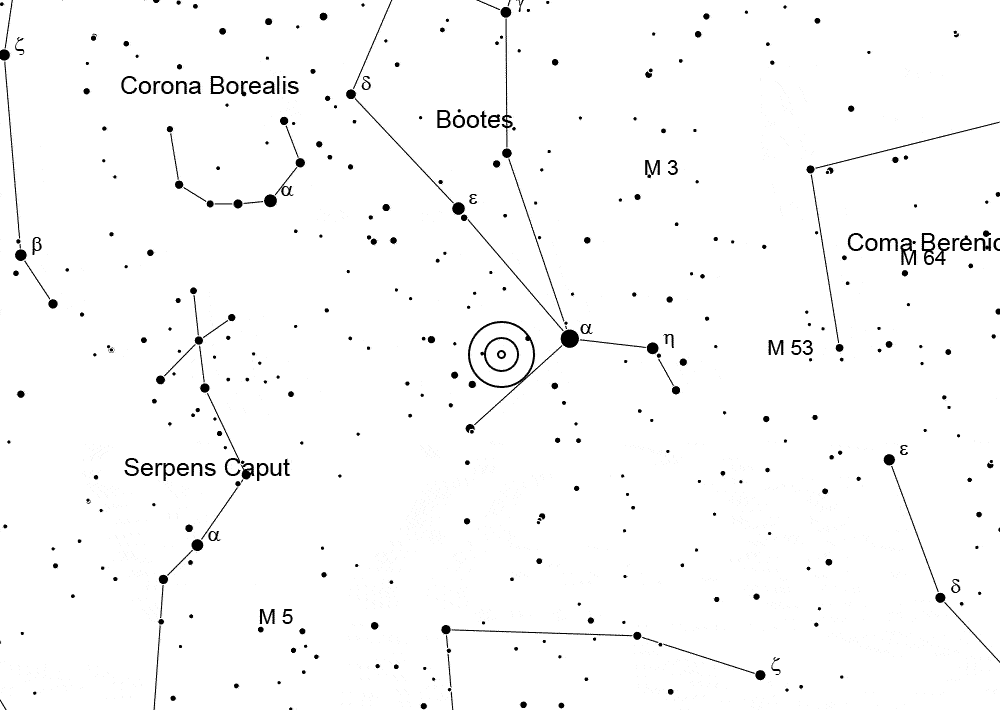 γ
ζ
δ
Corona Borealis
Bootes
M 3
α
ε
β
Coma Berenic
M 64
α
η
M 53
ε
Serpens Caput
α
δ
M 5
ζ